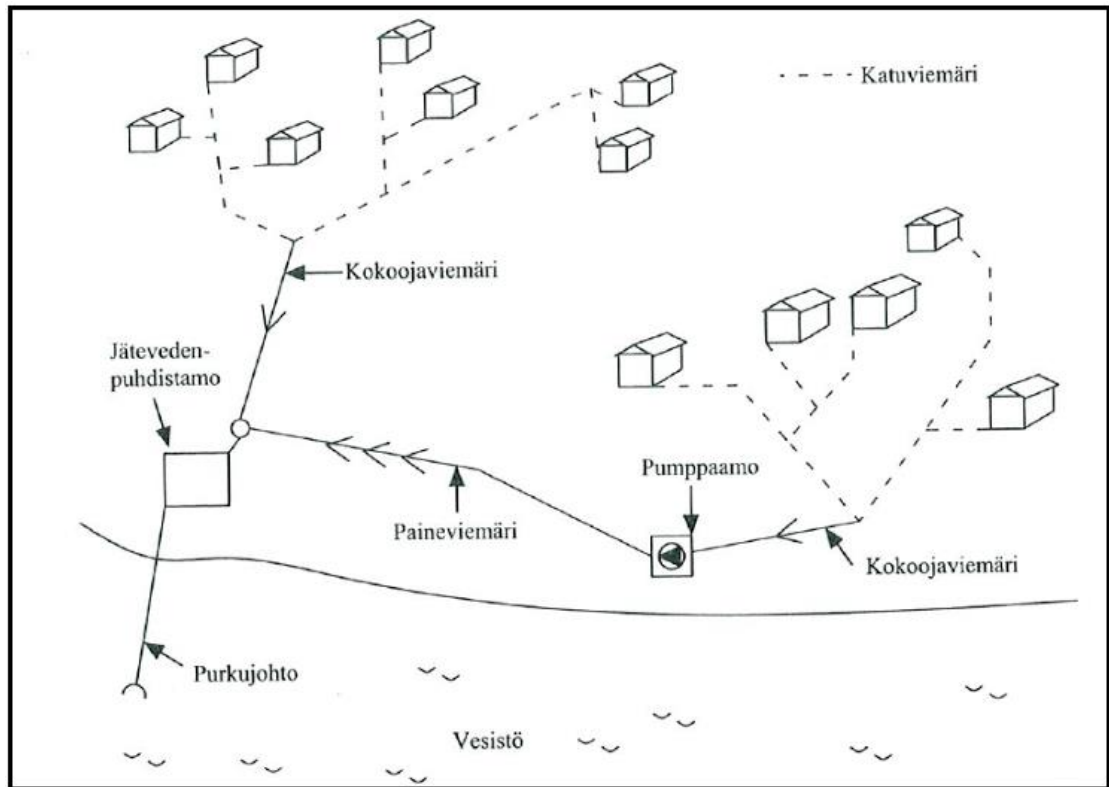 Katuviemäri
Kokoojaviemäri
Jäteveden-
puhdistamo
Pumppaamo
Paineviemäri
Kokoojaviemäri
Purkujohto
Vesistö